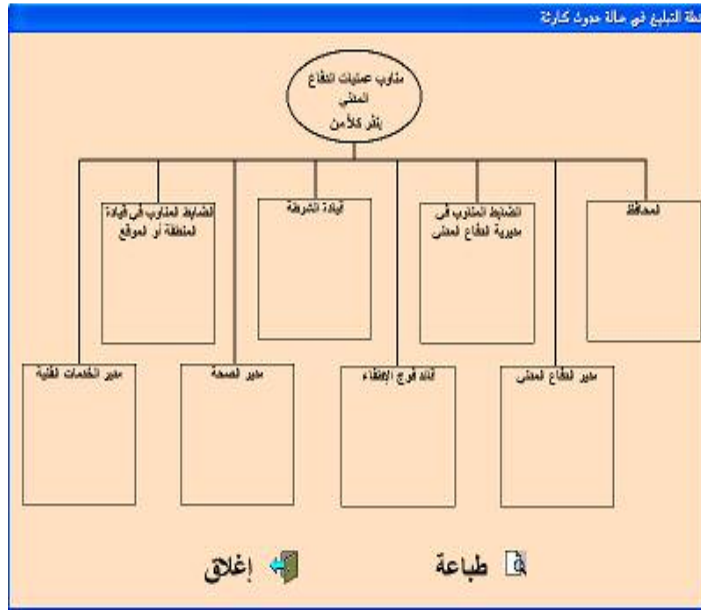 خطة التبليغ في حالة حدوث كارثة
مناوب عمليات الدفاع
المدني
ينذر كلاً من
المحافظ
الضابط المناوب في
مديرية الدفاع المدني
قيادة الشرطة
الضابط المناوب في قيادة
المنطقة أو الموقع
مدير الدفاع المدني
قائد فوج الإطفاء
مدير الصحة
مدير الخدمات الفنية
طباعة
إغلاق